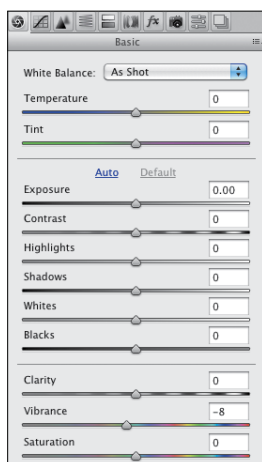 fx
Basic
White Balance: As Shot
Temperature 0
Tint 0
Auto Default
Exposure 0.00
Contrast 0
Highlights 0
Shadows 0
Whites 0
Blacks 0
Clarity 0
Vibrance -8
Saturation 0